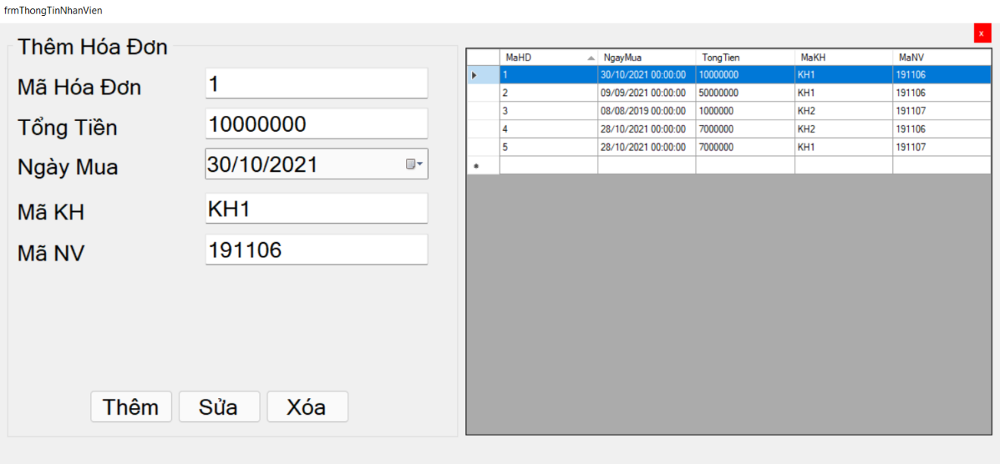 frmThongTinNhanVien
x
Thêm Hóa Đơn
Mã Hóa Đơn 1
Tổng Tiền 10000000
Ngày Mua 30/10/2021
Mã KH KH1
Mã NV 191106
Thêm Sửa Xóa
MaHD NgayMua TongTien MaKH MaNV
1 30/10/2021 00:00:00 10000000 KH1 191106
2 09/09/2021 00:00:00 50000000 KH1 191106
3 08/08/2019 00:00:00 1000000 KH2 191107
4 28/10/2021 00:00:00 7000000 KH2 191106
5 28/10/2021 00:00:00 7000000 KH1 191107